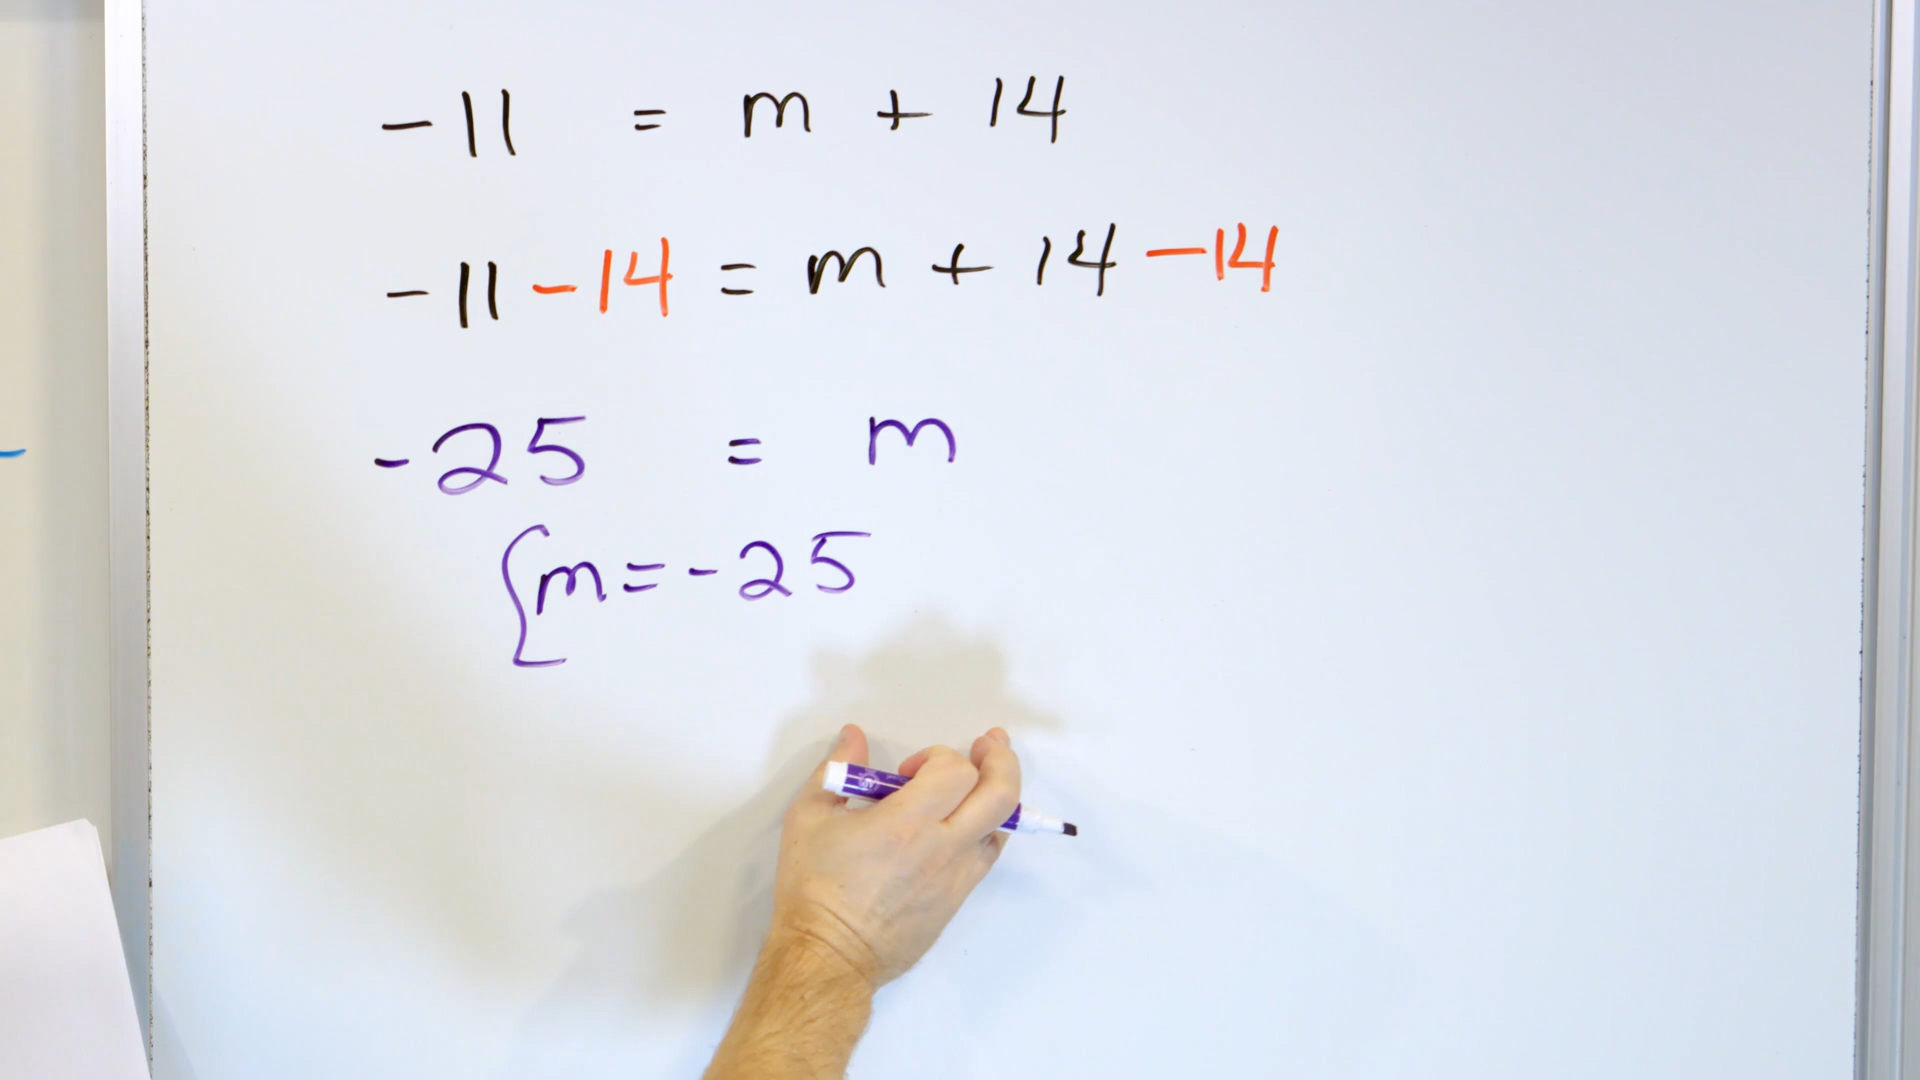 -11 = m + 14
-11 -14 = m + 14 -14
-25 = m
m = -25